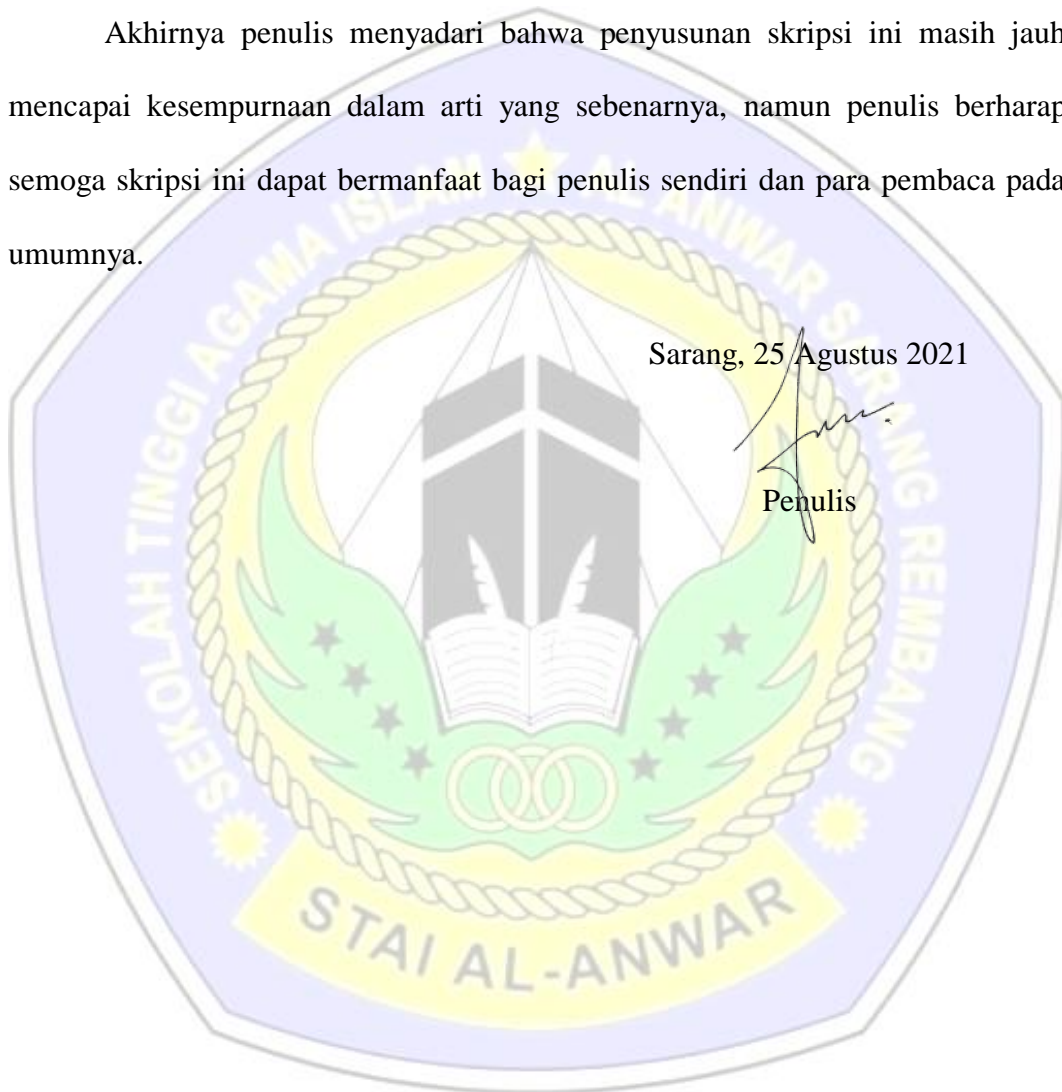 Akhirnya penulis menyadari bahwa penyusunan skripsi ini masih jauh
mencapai kesempurnaan dalam arti yang sebenarnya, namun penulis berharap
semoga skripsi ini dapat bermanfaat bagi penulis sendiri dan para pembaca pada
umumnya.
Sarang, 25 Agustus 2021
Penulis
SEKOLAH TINGGI AGAMA ISLAM AL ANWAR SARANG REMBANG
STAI AL-ANWAR